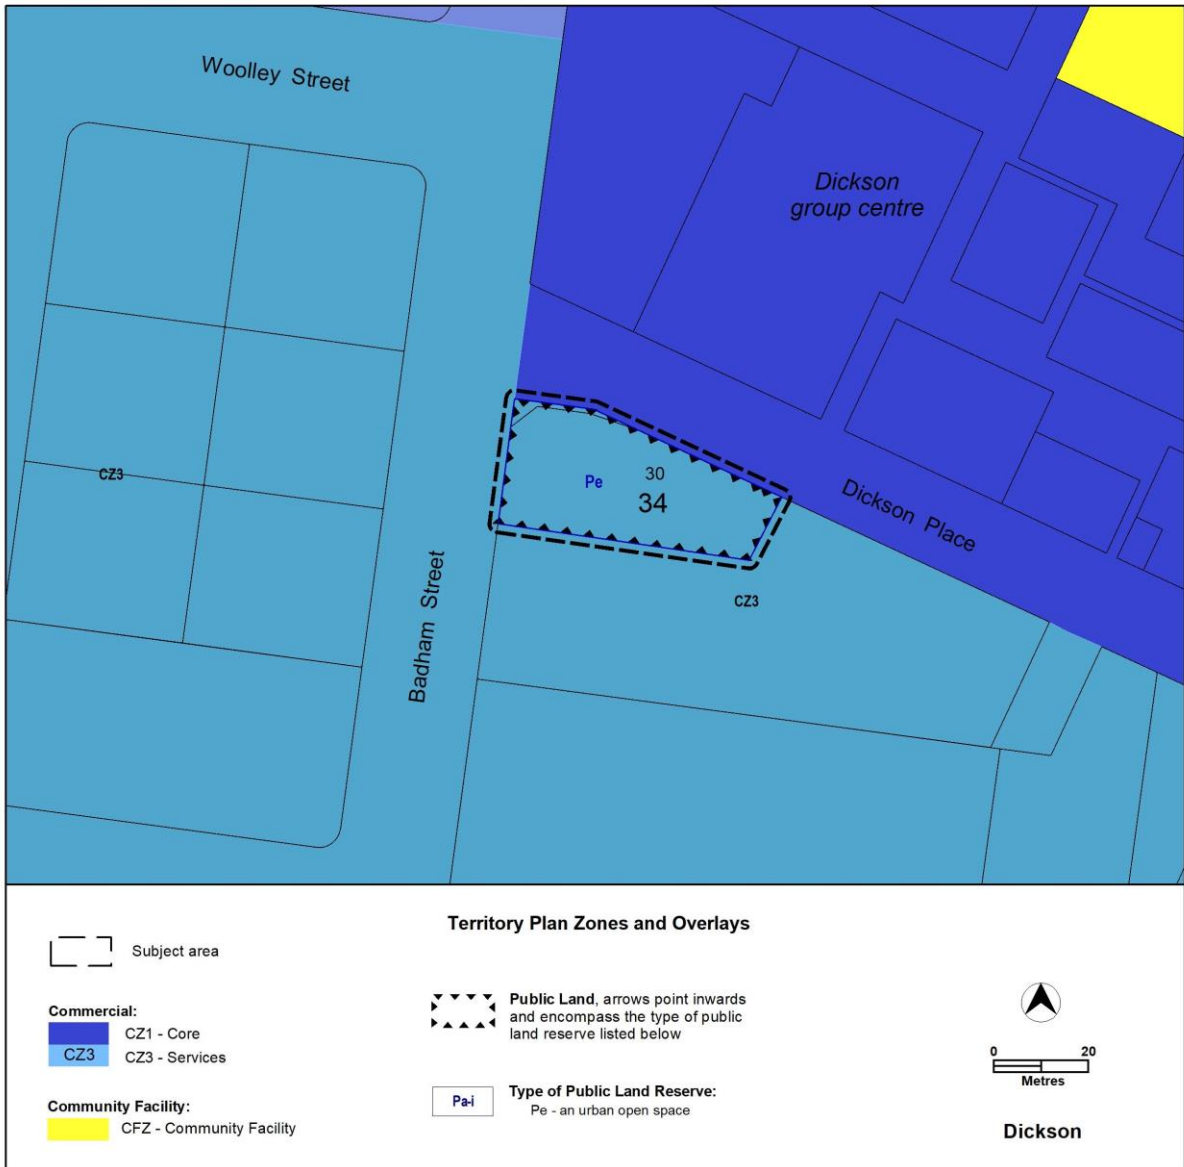 Woolley Street
Dickson
group centre
CZ3
Pe
30
34
Dickson Place
CZ3
Badham Street
Territory Plan Zones and Overlays
Subject area
Commercial:
CZ1 - Core
CZ3
CZ3 - Services
Community Facility:
CFZ - Community Facility
Public Land, arrows point inwards
and encompass the type of public
land reserve listed below
Pa-i
Type of Public Land Reserve:
Pe - an urban open space
0 20
Metres
Dickson